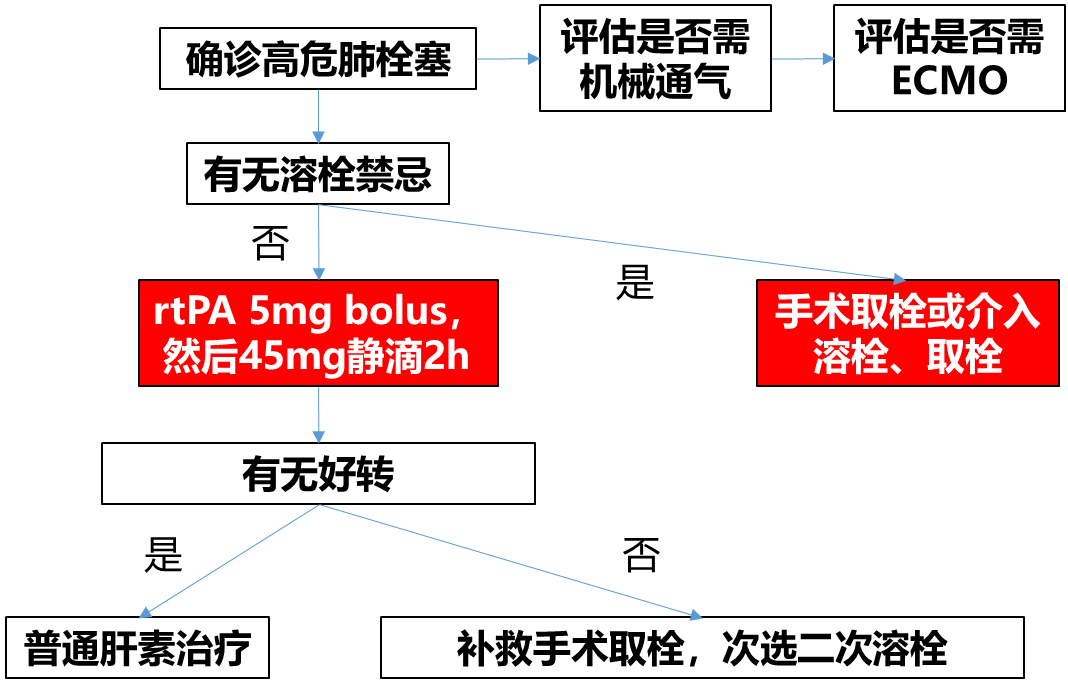 确诊高危肺栓塞
评估是否需
机械通气
评估是否需
ECMO
有无溶栓禁忌
否
是
rtPA 5mg bolus，
然后45mg静滴2h
手术取栓或介入
溶栓、取栓
有无好转
是
否
普通肝素治疗
补救手术取栓，次选二次溶栓